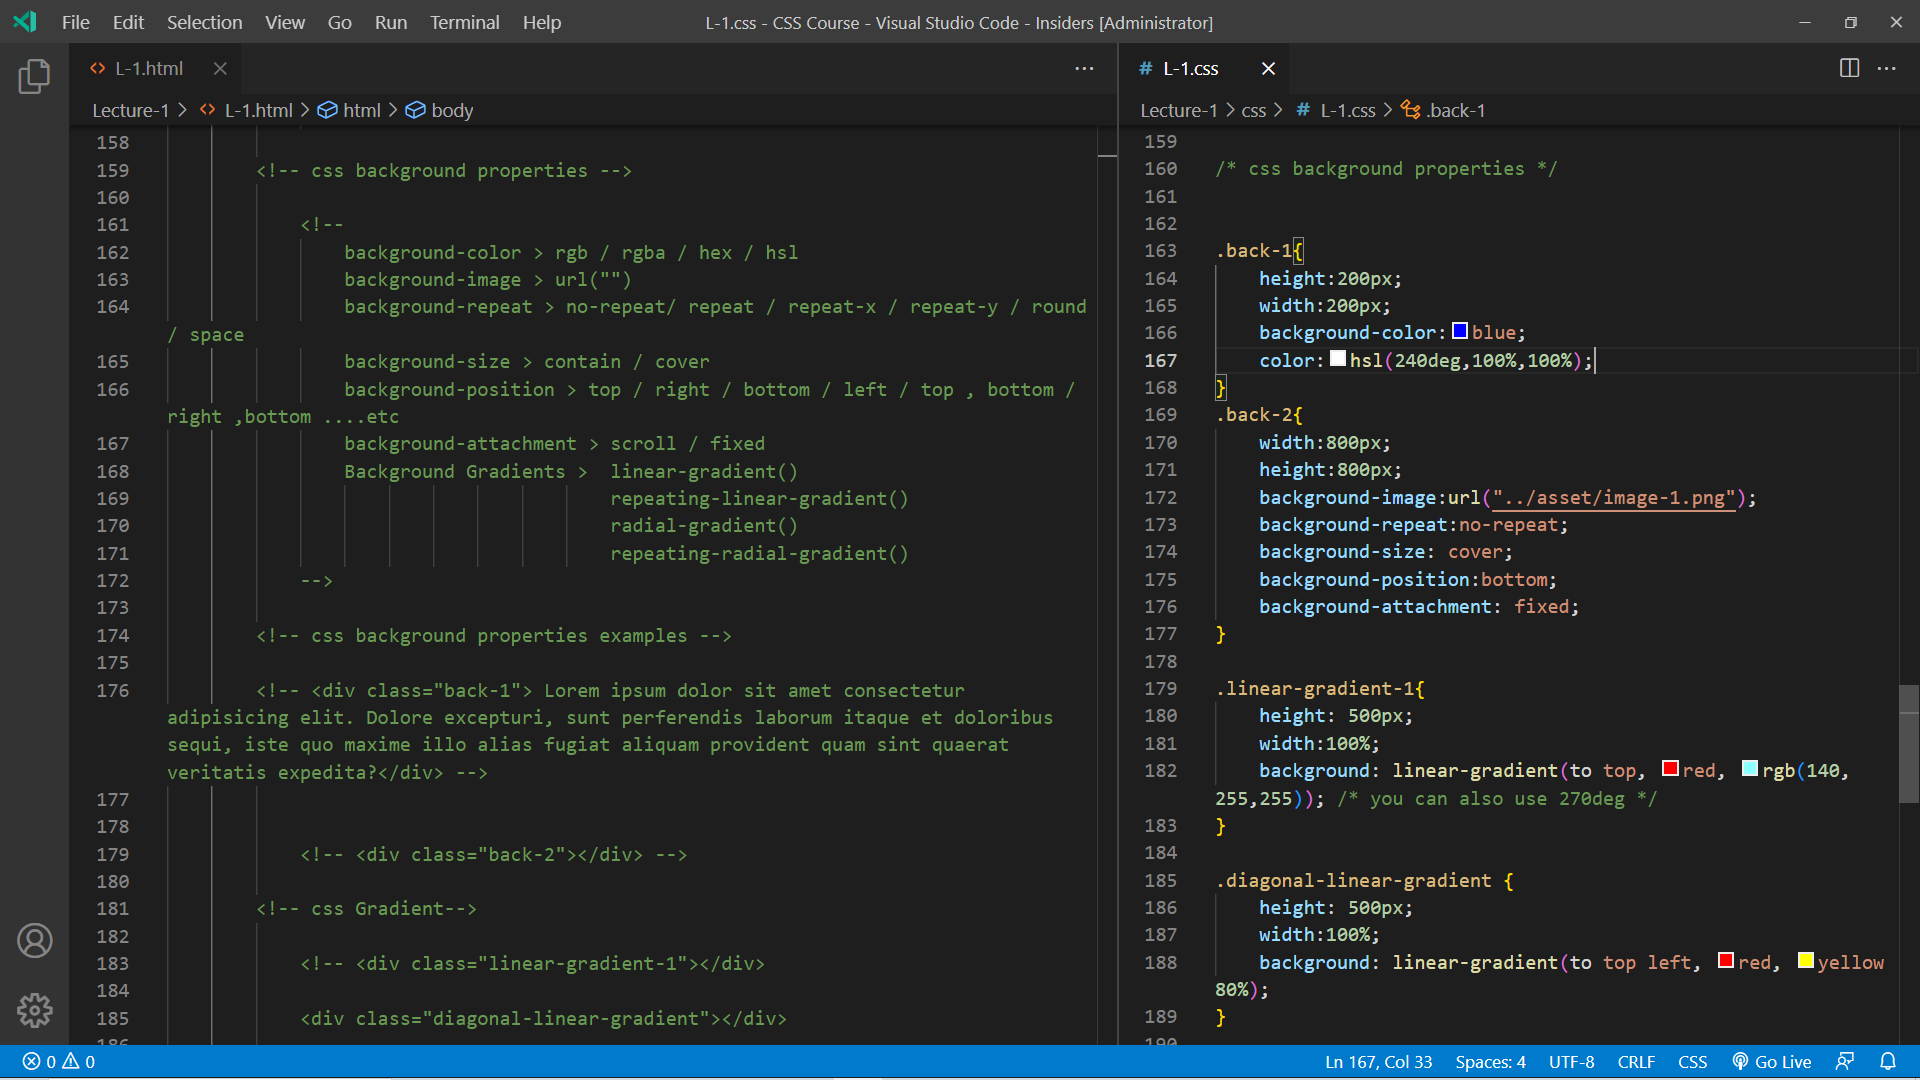 File Edit Selection View Go Run Terminal Help L-1.css - CSS Course - Visual Studio Code - Insiders [Administrator]
L-1.html
Lecture-1 > L-1.html > html > body
158
159 <!-- css background properties -->
160
161 <!--
162 background-color > rgb / rgba / hex / hsl
163 background-image > url("")
164 background-repeat > no-repeat/ repeat / repeat-x / repeat-y / round
/ space
165 background-size > contain / cover
166 background-position > top / right / bottom / left / top , bottom /
right ,bottom ....etc
167 background-attachment > scroll / fixed
168 Background Gradients > linear-gradient()
169 repeating-linear-gradient()
170 radial-gradient()
171 repeating-radial-gradient()
172 -->
173
174 <!-- css background properties examples -->
175
176 <!-- <div class="back-1"> Lorem ipsum dolor sit amet consectetur
adipisicing elit. Dolore excepturi, sunt perferendis laborum itaque et doloribus
sequi, iste quo maxime illo alias fugiat aliquam provident quam sint quaerat
veritatis expedita?</div> -->
177
178
179 <!-- <div class="back-2"></div> -->
180
181 <!-- css Gradient-->
182
183 <!-- <div class="linear-gradient-1"></div>
184
185 <div class="diagonal-linear-gradient"></div>
186
L-1.css
Lecture-1 > css > L-1.css > .back-1
159
160 /* css background properties */
161
162
163 .back-1{
164 height:200px;
165 width:200px;
166 background-color:blue;
167 color:hsl(240deg,100%,100%);
168 }
169 .back-2{
170 width:800px;
171 height:800px;
172 background-image:url("../asset/image-1.png");
173 background-repeat:no-repeat;
174 background-size: cover;
175 background-position:bottom;
176 background-attachment: fixed;
177 }
178
179 .linear-gradient-1{
180 height: 500px;
181 width:100%;
182 background: linear-gradient(to top, red, rgb(140,
255,255)); /* you can also use 270deg */
183 }
184
185 .diagonal-linear-gradient {
186 height: 500px;
187 width:100%;
188 background: linear-gradient(to top left, red, yellow
80%);
189 }
190
0 0 Ln 167, Col 33 Spaces: 4 UTF-8 CRLF CSS Go Live